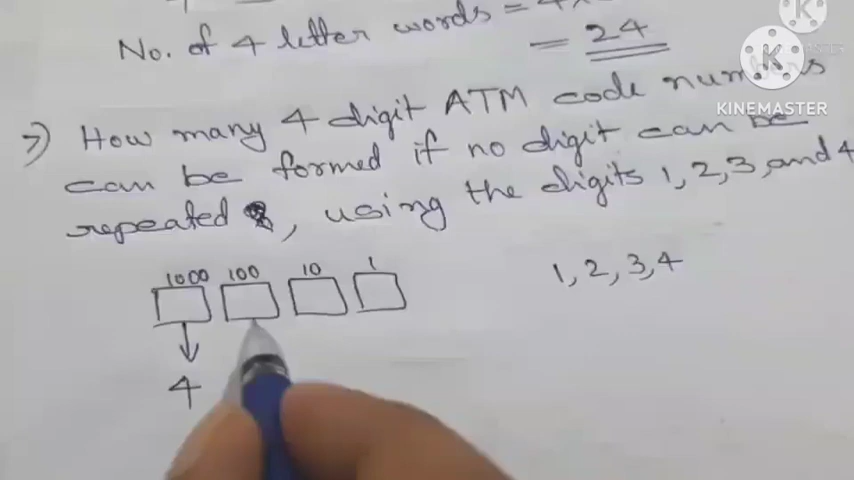 No. of 4 letter words = 4
= 24
K
KINEMASTER
7) How many 4 digit ATM code numbers
can be formed if no digit can be
repeated, using the digits 1, 2, 3, and 4
1000 100 10 1
1, 2, 3, 4
4